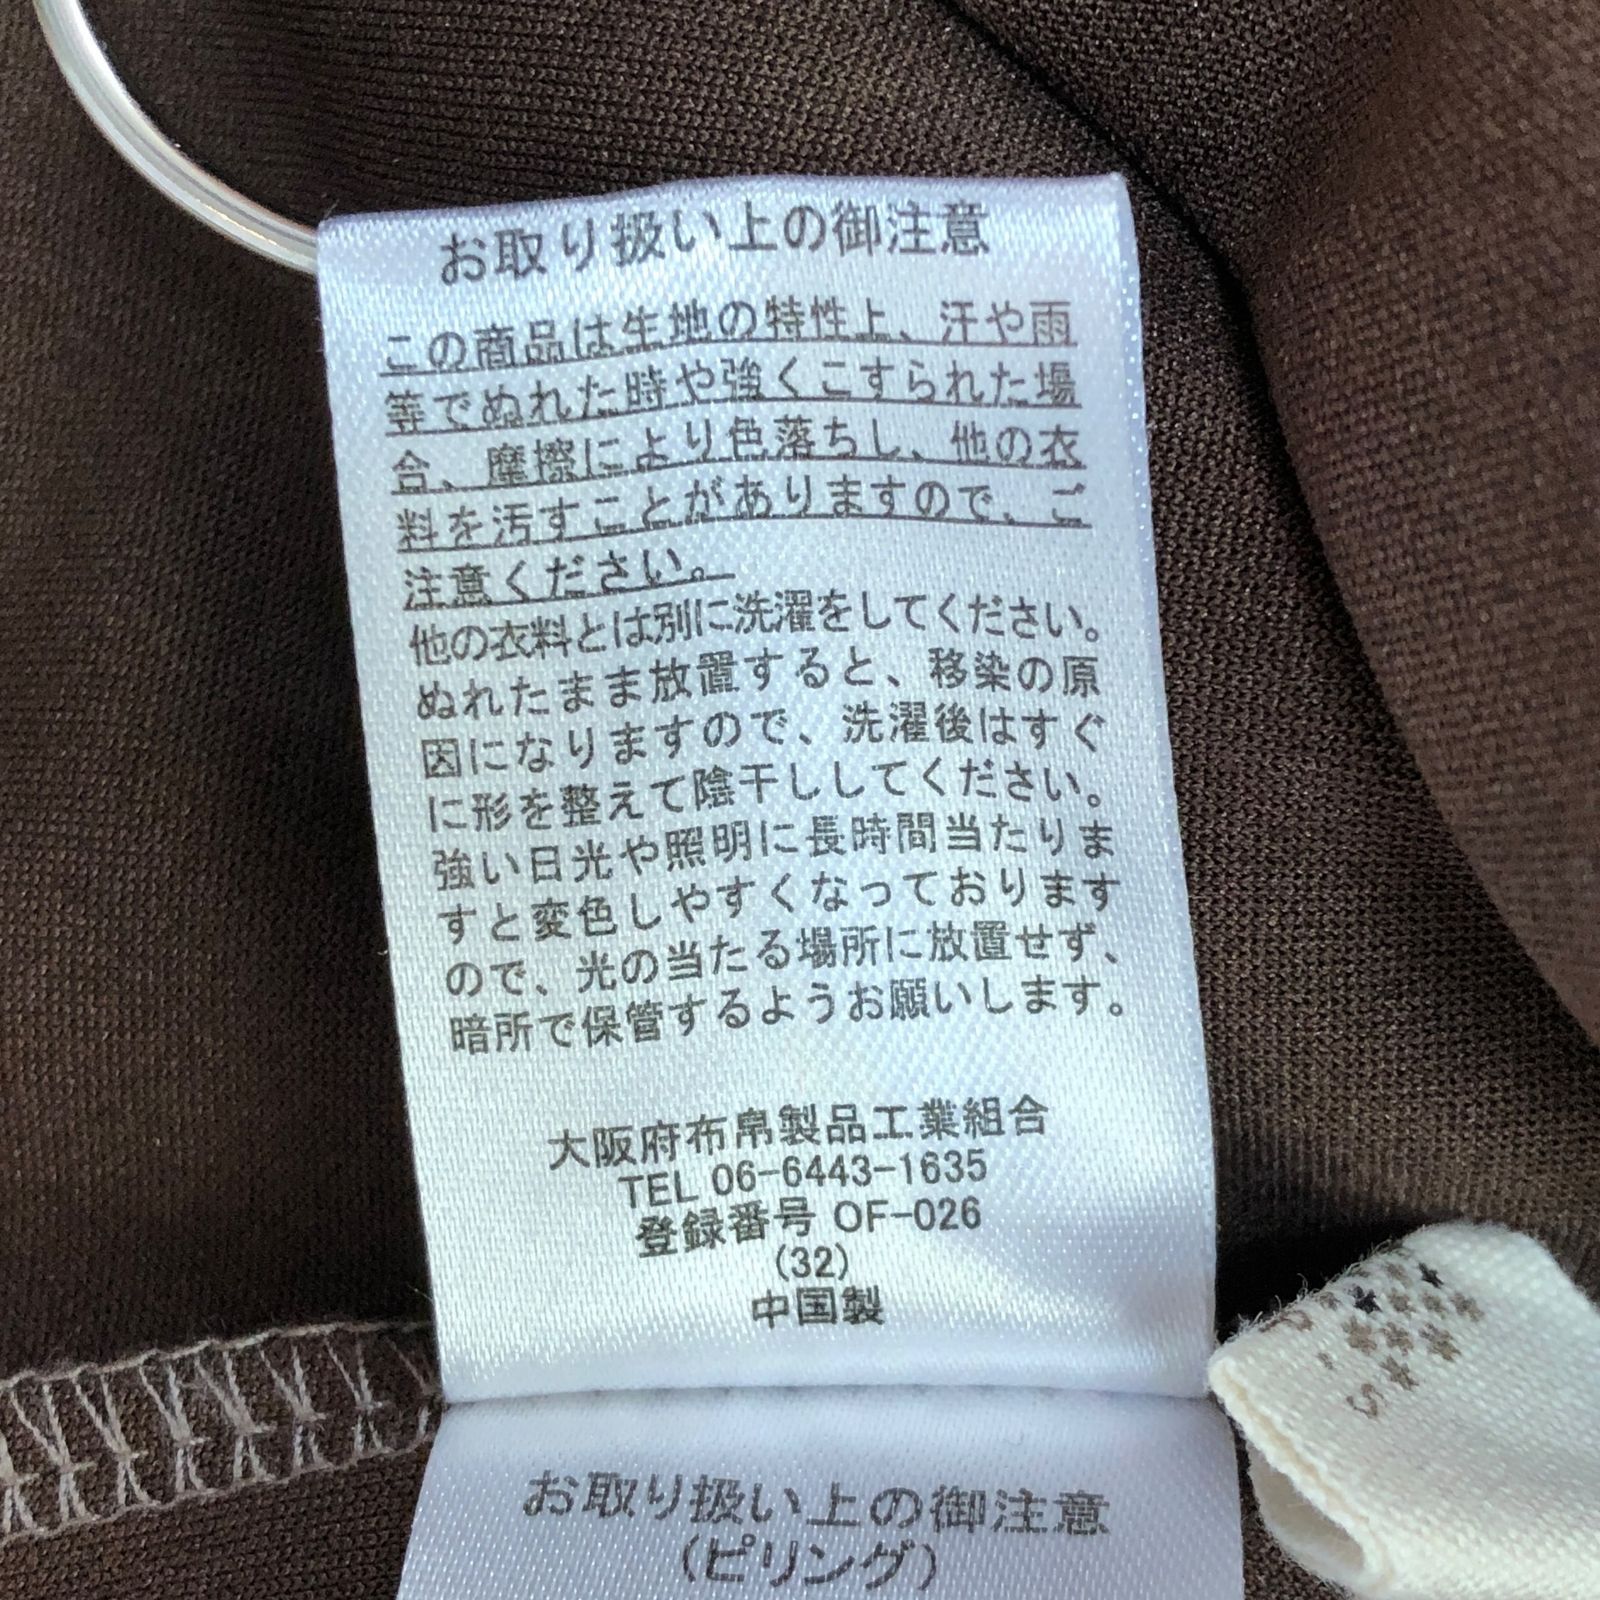 お取り扱い上の御注意
この商品は生地の特性上、汗や雨
等でぬれた時や強くこすられた場
合、摩擦により色落ちし、他の衣
料を汚すことがありますので、ご
注意ください。
他の衣料とは別に洗濯をしてください。
ぬれたまま放置すると、移染の原
因になりますので、洗濯後はすぐ
に形を整えて陰干ししてください。
強い日光や照明に長時間当たりま
すと変色しやすくなっております
ので、光の当たる場所に放置せず、
暗所で保管するようお願いします。
大阪府布帛製品工業組合
TEL 06-6443-1635
登録番号 OF-026
(32)
中国製
お取り扱い上の御注意
(ピリング)